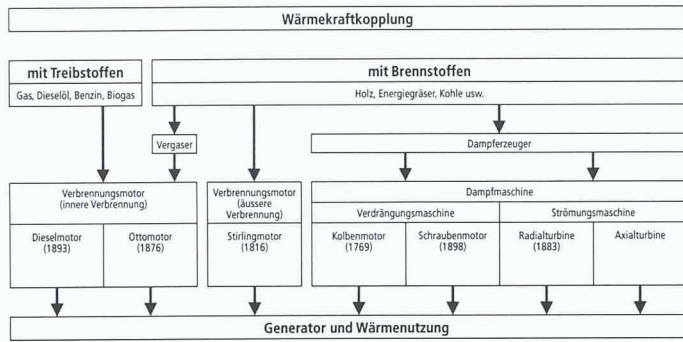 Wärmekraftkopplung
mit Treibstoffen
Gas, Dieselöl, Benzin, Biogas
mit Brennstoffen
Holz, Energiegräser, Kohle usw.
Vergaser
Dampferzeuger
Verbrennungsmotor
(innere Verbrennung)
Verbrennungsmotor
(äussere
Verbrennung)
Dampfmaschine
Verdrängungsmaschine
Strömungsmaschine
Dieselmotor
(1893)
Ottomotor
(1876)
Stirlingmotor
(1816)
Kolbenmotor
(1769)
Schraubenmotor
(1898)
Radialturbine
(1883)
Axialturbine
Generator und Wärmenutzung